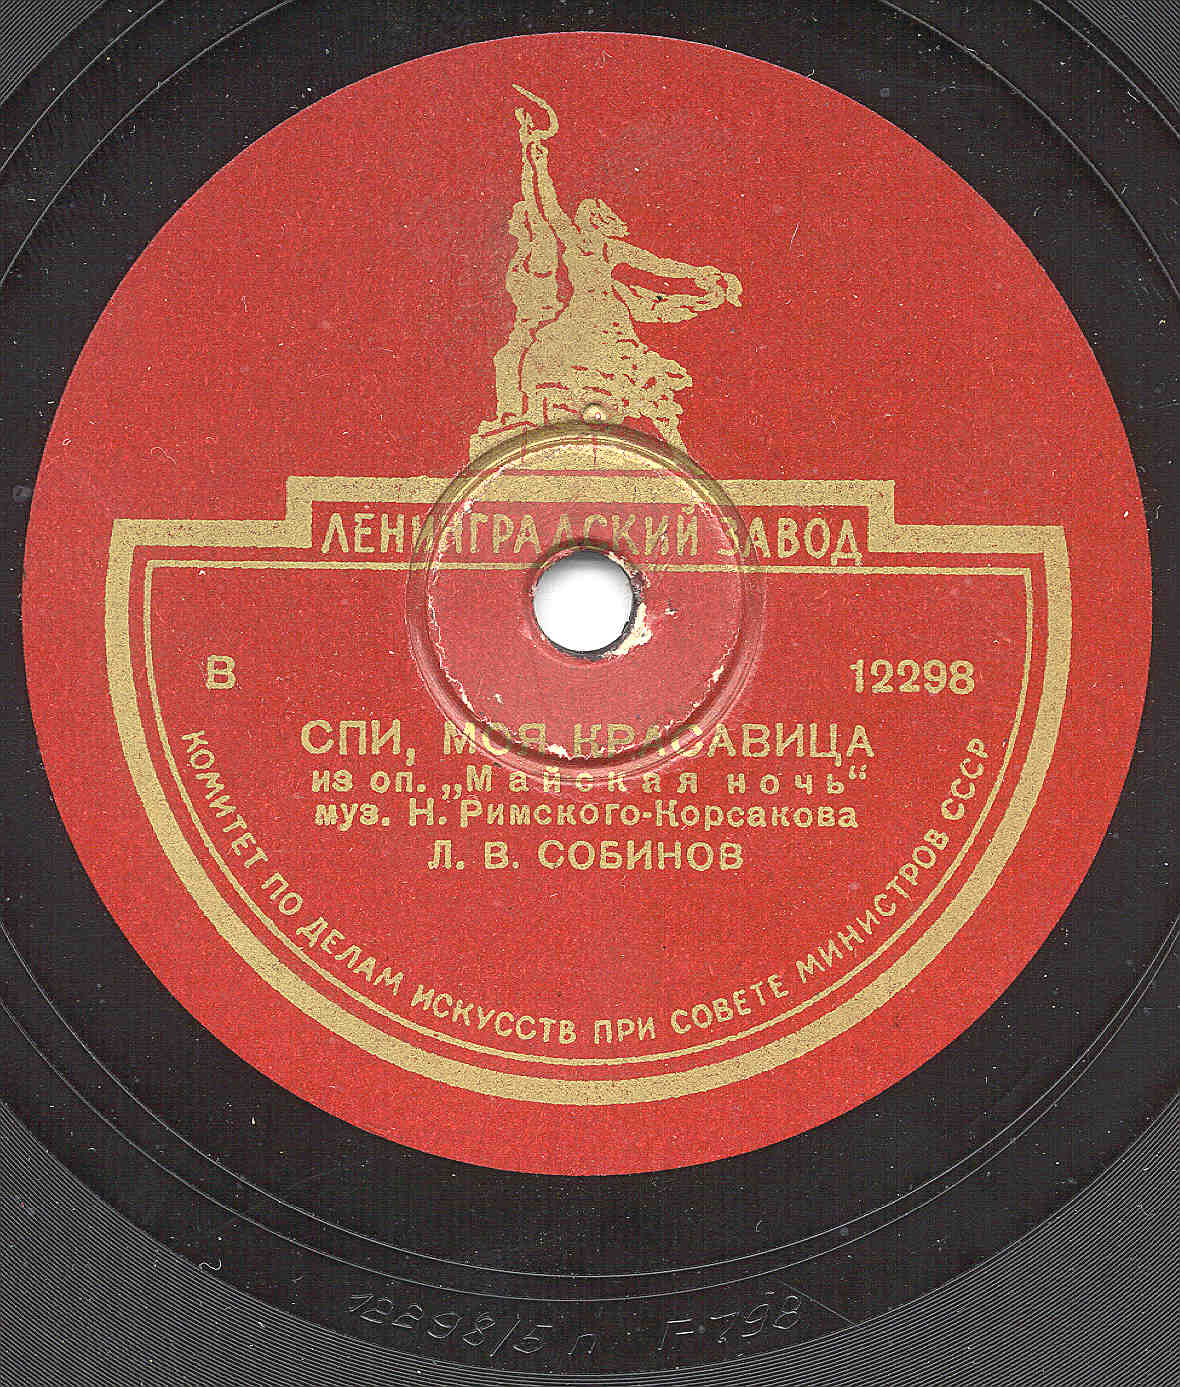 ЛЕНИНГРАДСКИЙ ЗАВОД
В 12298
СПИ, МОЯ КРАСАВИЦА
из оп. „Майская ночь“
муз. Н. Римского-Корсакова
Л. В. СОБИНОВ
КОМИТЕТ ПО ДЕЛАМ ИСКУССТВ ПРИ СОВЕТЕ МИНИСТРОВ СССР
12298/5 п Г-798